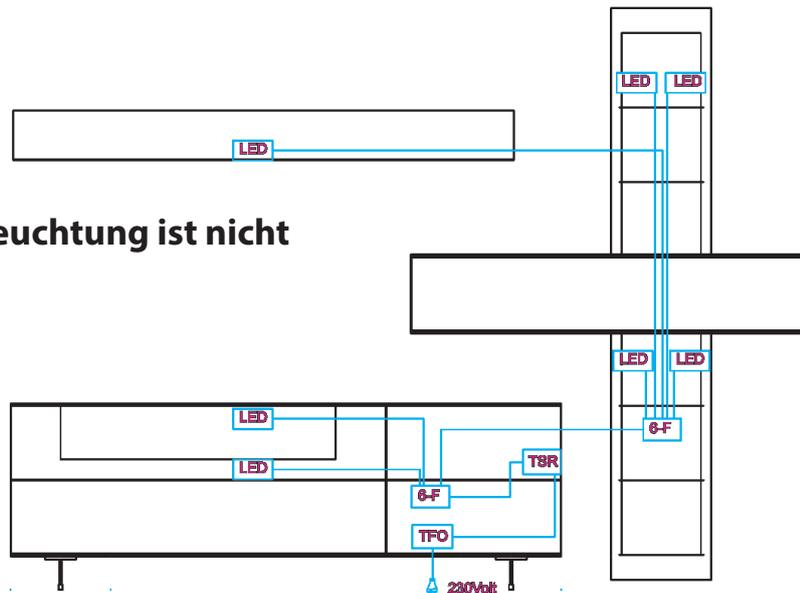 LED LED
LED
euchtung ist nicht
LED LED
LED
6-F
TSR
LED
6-F
TFO
230Volt